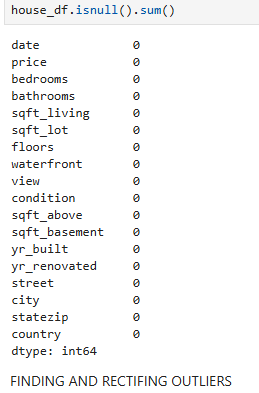 house_df.isnull().sum()
date 0
price 0
bedrooms 0
bathrooms 0
sqft_living 0
sqft_lot 0
floors 0
waterfront 0
view 0
condition 0
sqft_above 0
sqft_basement 0
yr_built 0
yr_renovated 0
street 0
city 0
statezip 0
country 0
dtype: int64
FINDING AND RECTIFING OUTLIERS